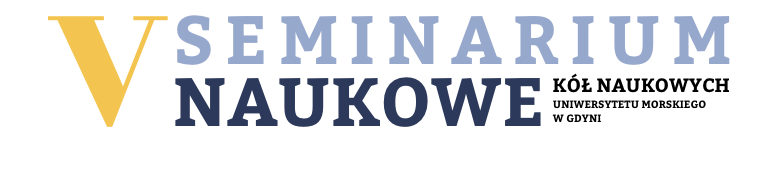 V SEMINARIUM
NAUKOWE
KÓŁ NAUKOWYCH
UNIWERSYTETU MORSKIEGO
W GDYNI